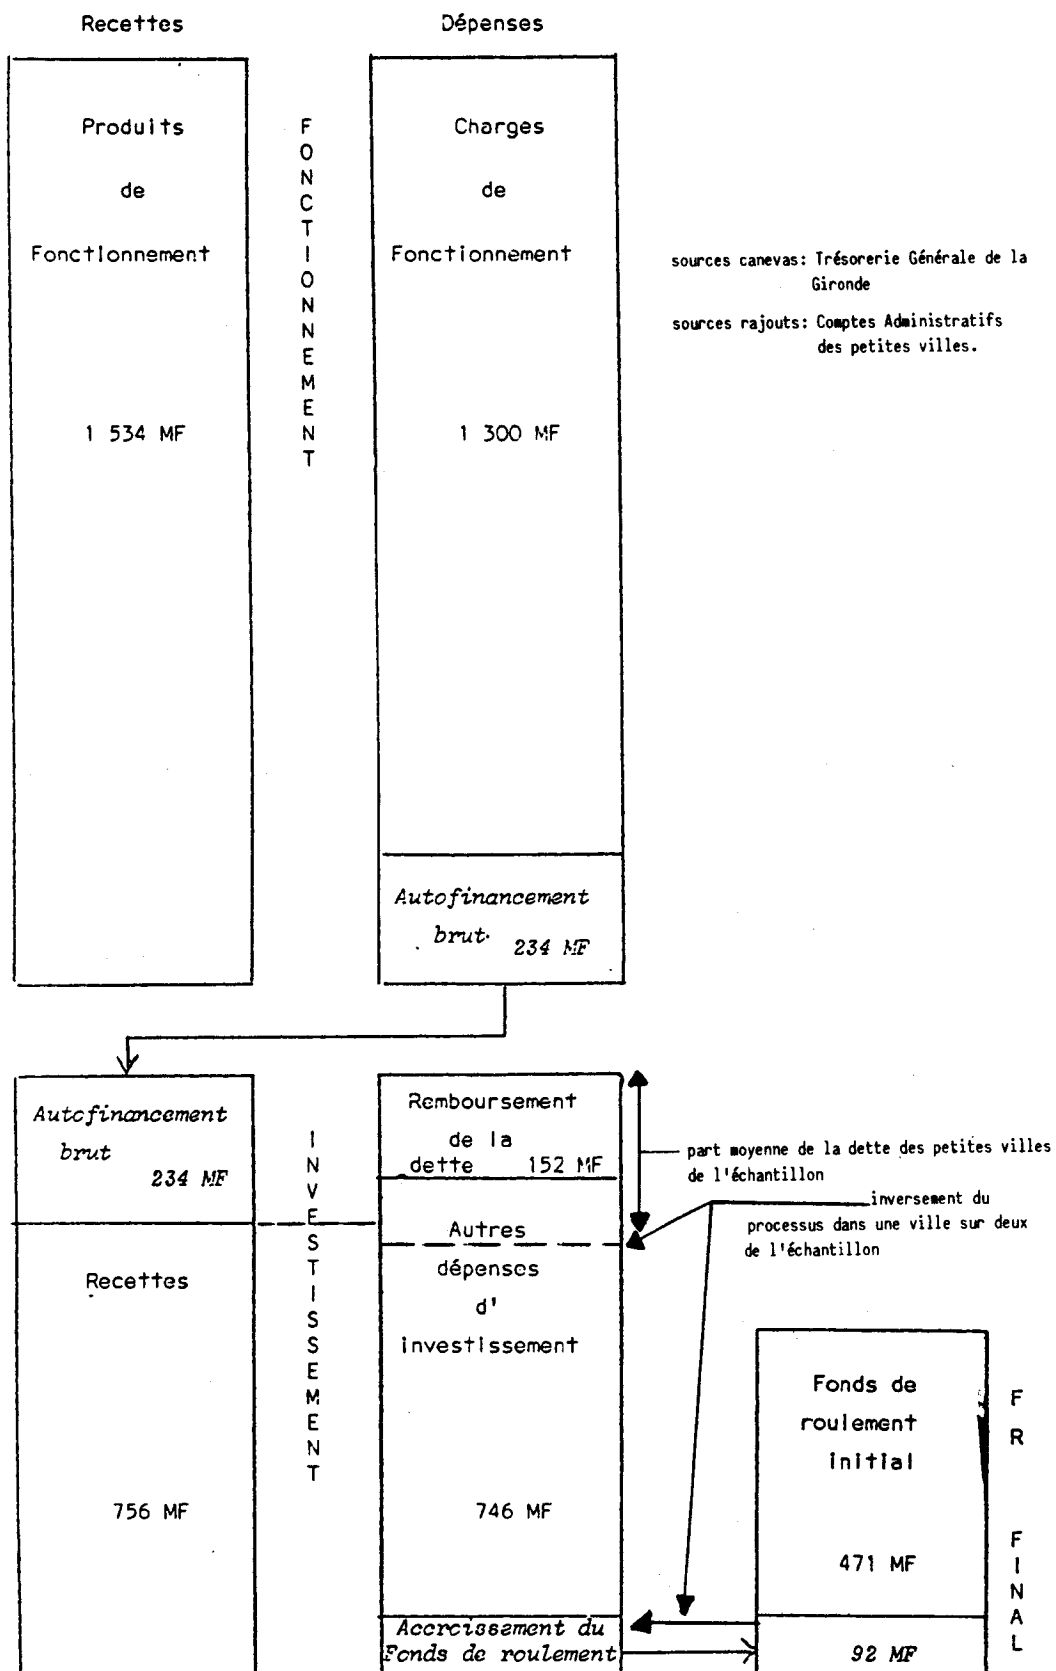 Recettes
Dépenses
Produits
de
Fonctionnement
1 534 MF
FONCTIONNEMENT
Charges
de
Fonctionnement
1 300 MF
Autofinancement
brut
234 MF
sources canevas: Trésorerie Générale de la
Gironde
sources rajouts: Comptes Administratifs
des petites villes.
Autofinancement
brut
234 MF
Recettes
756 MF
INVESTISSEMENT
Remboursement
de la
dette 152 MF
Autres
dépenses
d'
investissement
746 MF
Accroissement du
Fonds de roulement
part moyenne de la dette des petites villes
de l'échantillon
inversement du
processus dans une ville sur deux
de l'échantillon
Fonds de
roulement
initial
471 MF
92 MF
FR FINAL